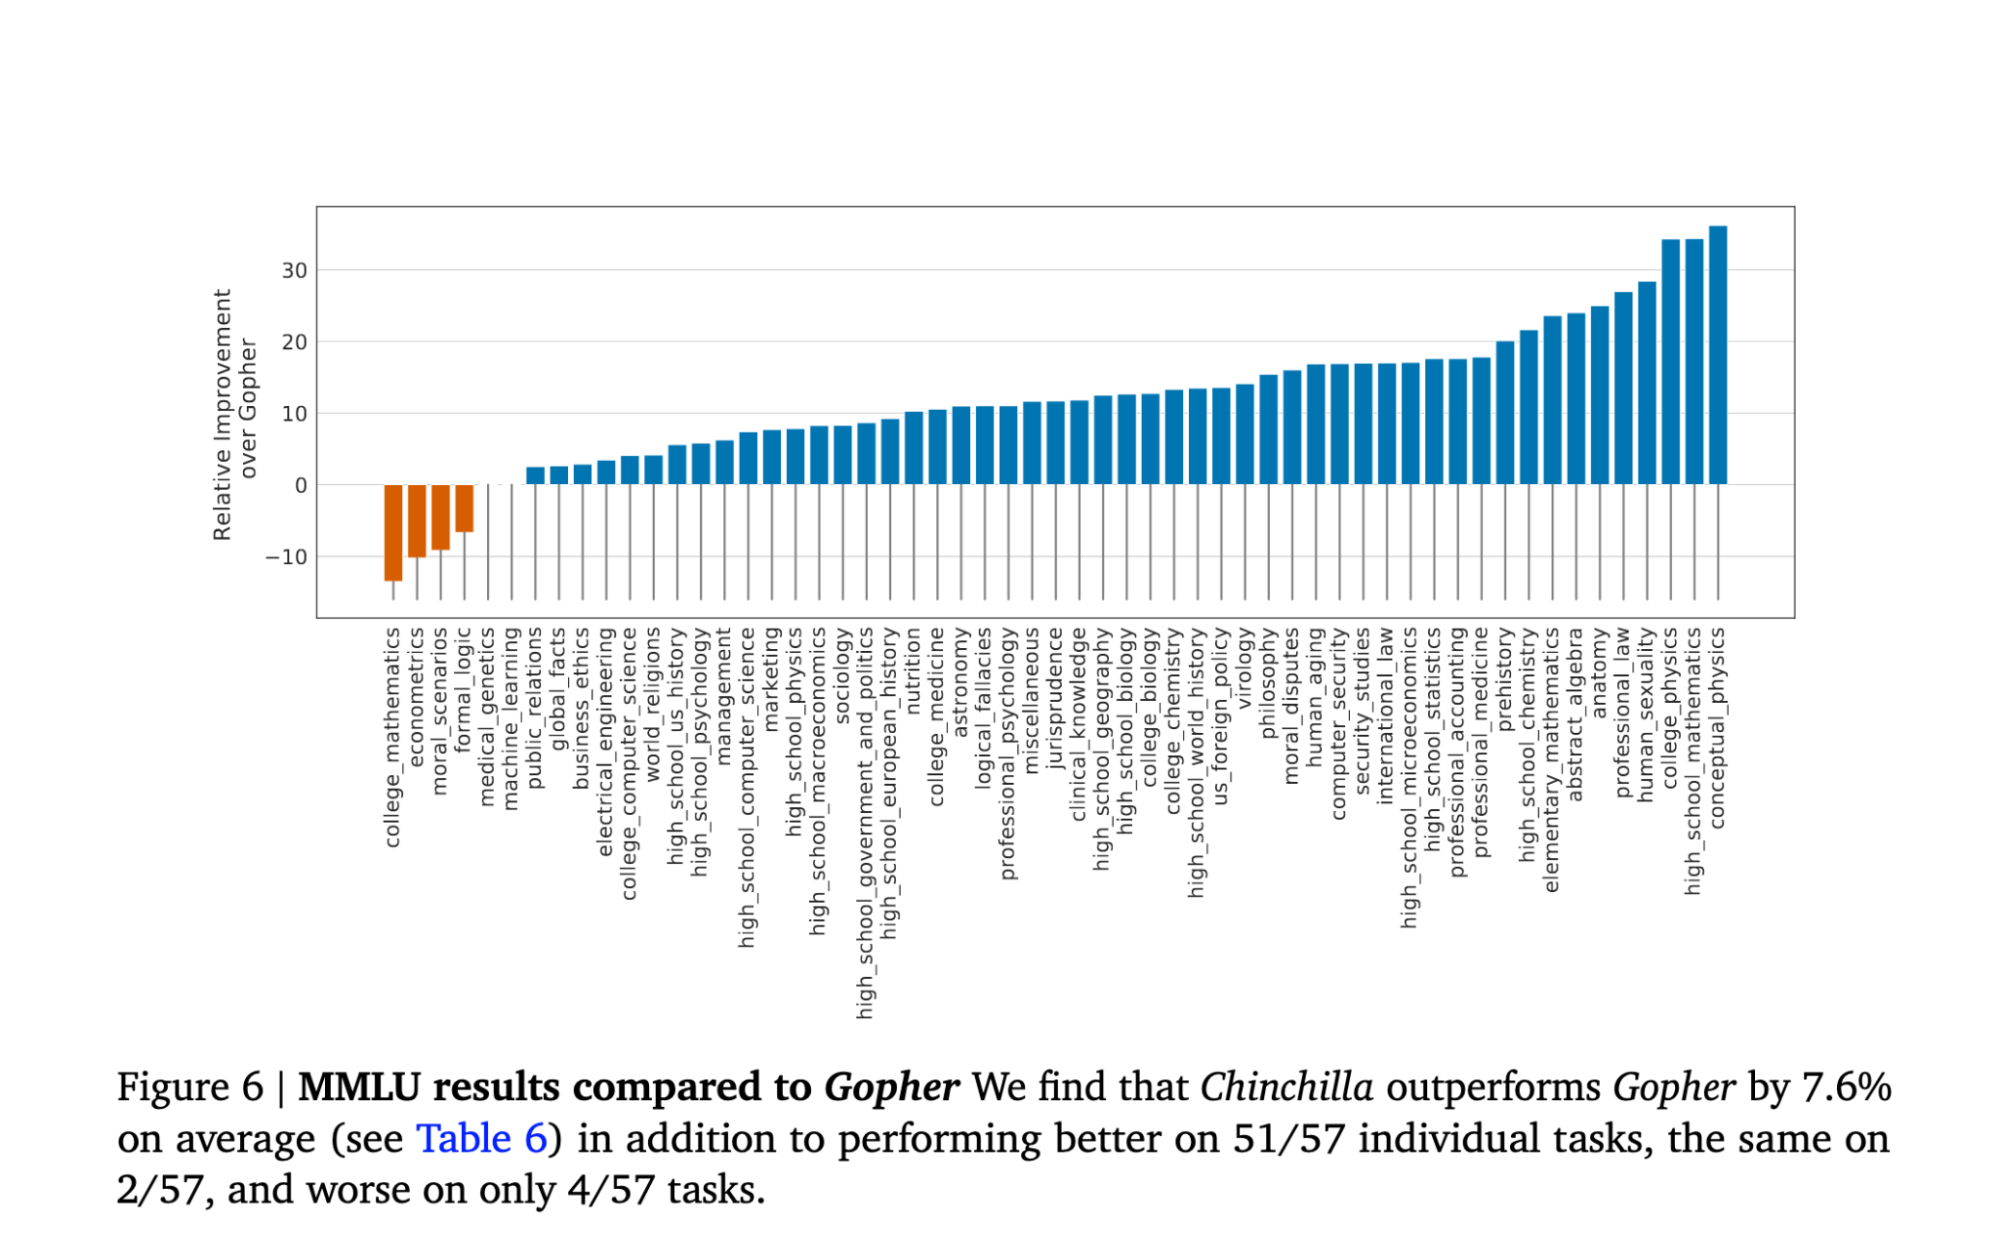 Relative Improvement
over Gopher
30
20
10
0
−10
college_mathematics
econometrics
moral_scenarios
formal_logic
medical_genetics
machine_learning
public_relations
global_facts
business_ethics
electrical_engineering
college_computer_science
world_religions
high_school_us_history
high_school_psychology
management
high_school_computer_science
marketing
high_school_physics
high_school_macroeconomics
sociology
high_school_government_and_politics
high_school_european_history
nutrition
college_medicine
astronomy
logical_fallacies
professional_psychology
miscellaneous
jurisprudence
clinical_knowledge
high_school_geography
high_school_biology
college_biology
college_chemistry
high_school_world_history
us_foreign_policy
virology
philosophy
moral_disputes
human_aging
computer_security
security_studies
international_law
high_school_microeconomics
high_school_statistics
professional_accounting
professional_medicine
prehistory
high_school_chemistry
elementary_mathematics
abstract_algebra
anatomy
professional_law
human_sexuality
college_physics
high_school_mathematics
conceptual_physics
Figure 6 | MMLU results compared to Gopher We find that Chinchilla outperforms Gopher by 7.6%
on average (see Table 6) in addition to performing better on 51/57 individual tasks, the same on
2/57, and worse on only 4/57 tasks.